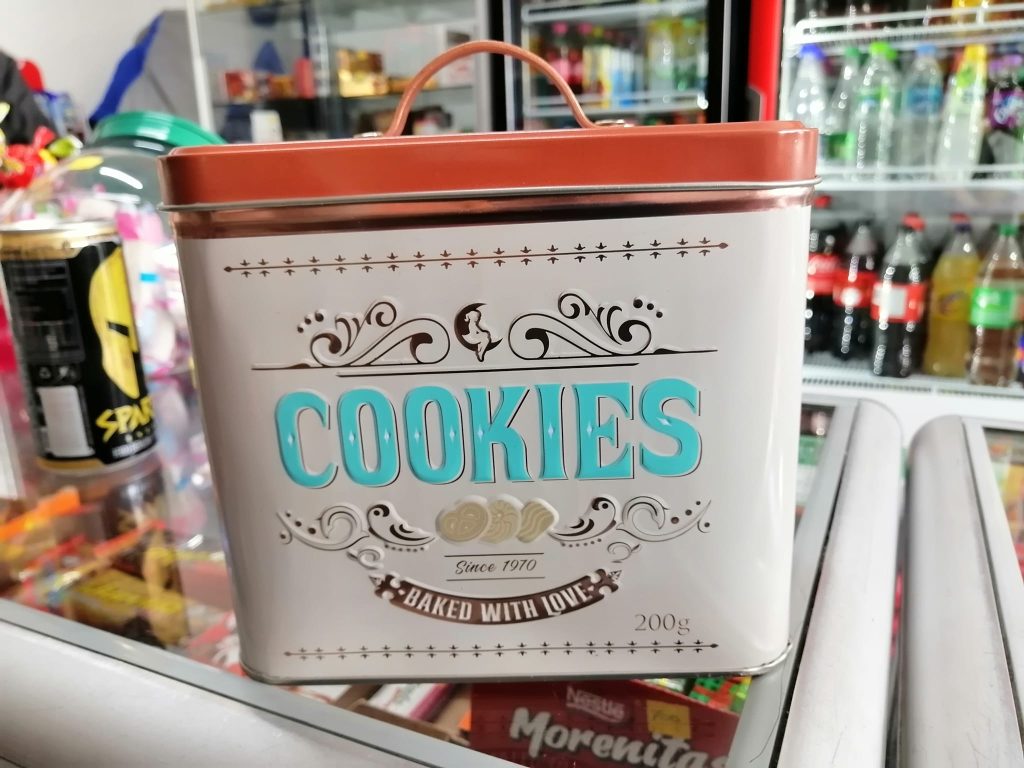 COOKIES
Since 1970
BAKED WITH LOVE
200g
Nestlé
Morenitas